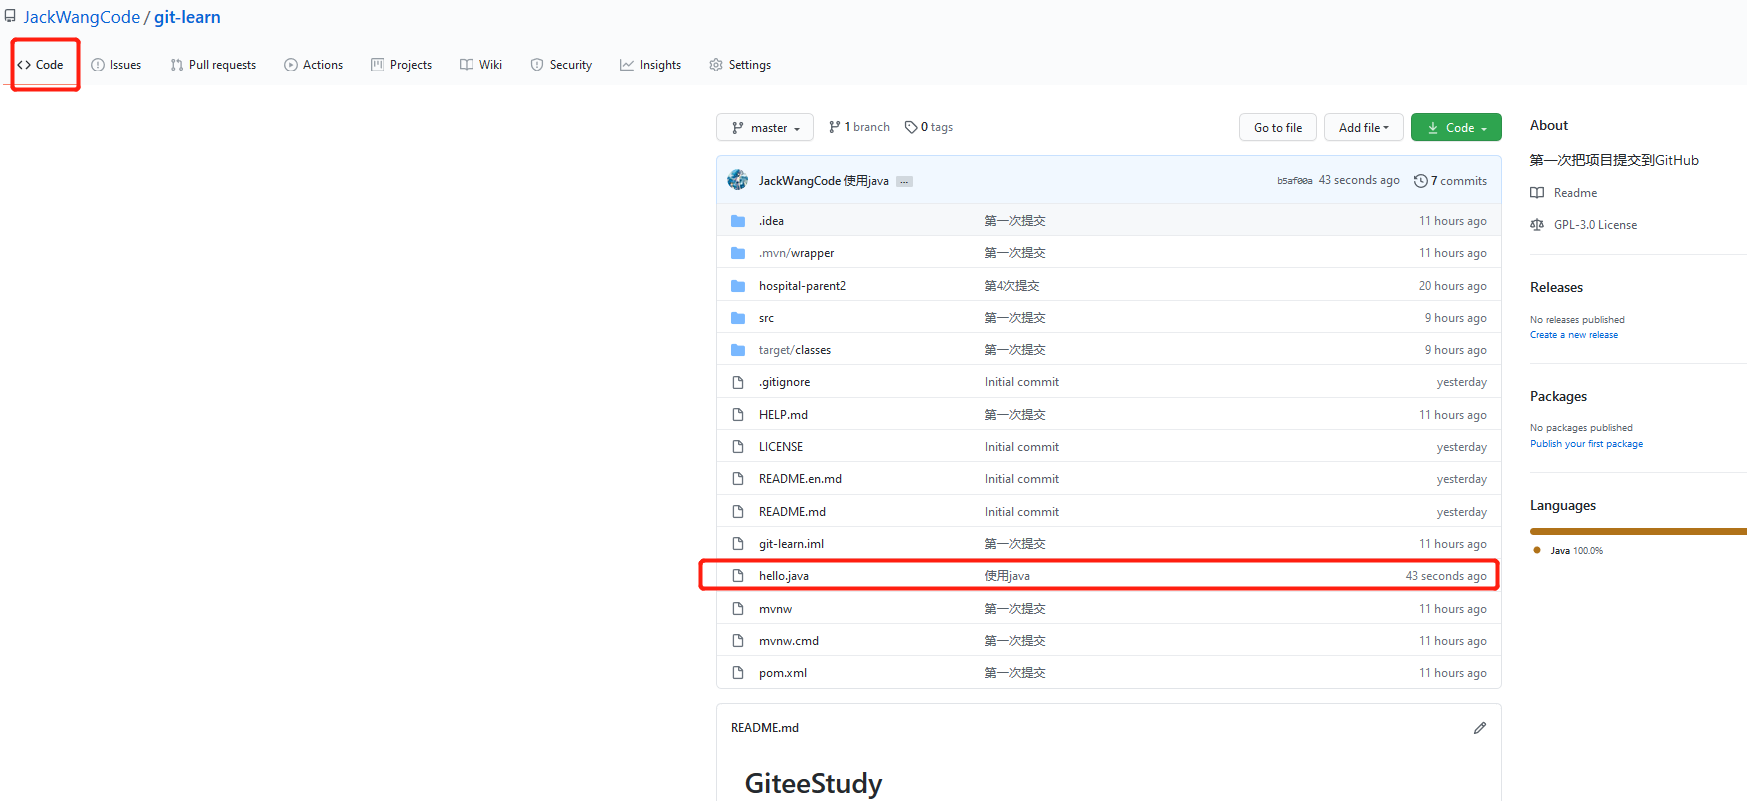 JackWangCode / git-learn
Code Issues Pull requests Actions Projects Wiki Security Insights Settings
master 1 branch 0 tags Go to file Add file Code
JackWangCode 使用java ... b5af00a 43 seconds ago 7 commits
.idea 第一次提交 11 hours ago
.mvn/wrapper 第一次提交 11 hours ago
hospital-parent2 第4次提交 20 hours ago
src 第一次提交 9 hours ago
target/classes 第一次提交 9 hours ago
.gitignore Initial commit yesterday
HELP.md 第一次提交 11 hours ago
LICENSE Initial commit yesterday
README.en.md Initial commit yesterday
README.md Initial commit yesterday
git-learn.iml 第一次提交 11 hours ago
hello.java 使用java 43 seconds ago
mvnw 第一次提交 11 hours ago
mvnw.cmd 第一次提交 11 hours ago
pom.xml 第一次提交 11 hours ago
README.md
GiteeStudy
About
第一次把项目提交到GitHub
Readme
GPL-3.0 License
Releases
No releases published
Create a new release
Packages
No packages published
Publish your first package
Languages
Java 100.0%